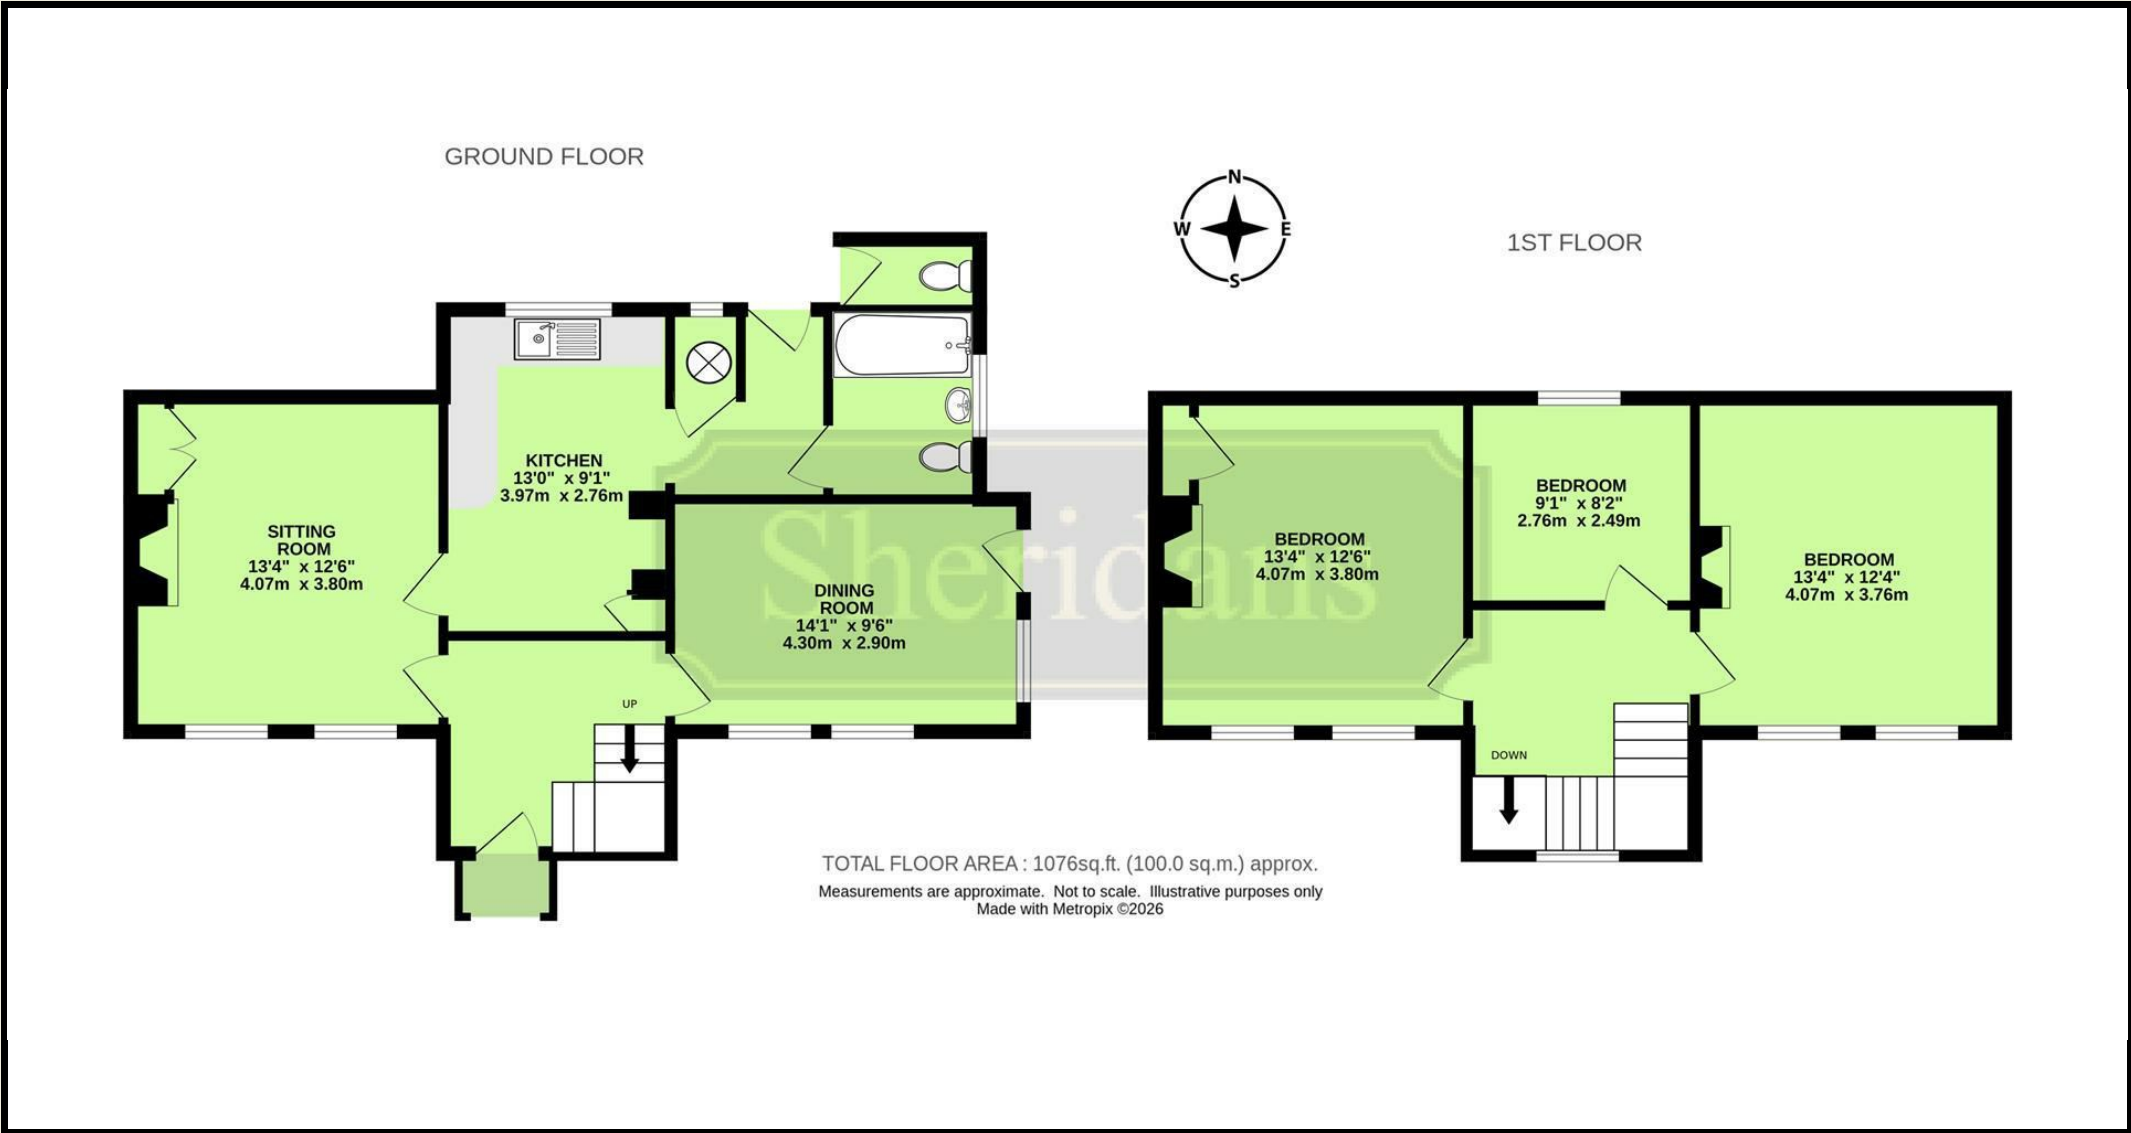 GROUND FLOOR
N
W
E
S
1ST FLOOR
KITCHEN
13'0" x 9'1"
3.97m x 2.76m
SITTING
ROOM
13'4" x 12'6"
4.07m x 3.80m
DINING
ROOM
14'1" x 9'6"
4.30m x 2.90m
UP
Sheridans
BEDROOM
13'4" x 12'6"
4.07m x 3.80m
BEDROOM
9'1" x 8'2"
2.76m x 2.49m
BEDROOM
13'4" x 12'4"
4.07m x 3.76m
DOWN
TOTAL FLOOR AREA : 1076sq.ft. (100.0 sq.m.) approx.
Measurements are approximate. Not to scale. Illustrative purposes only
Made with Metropix ©2026